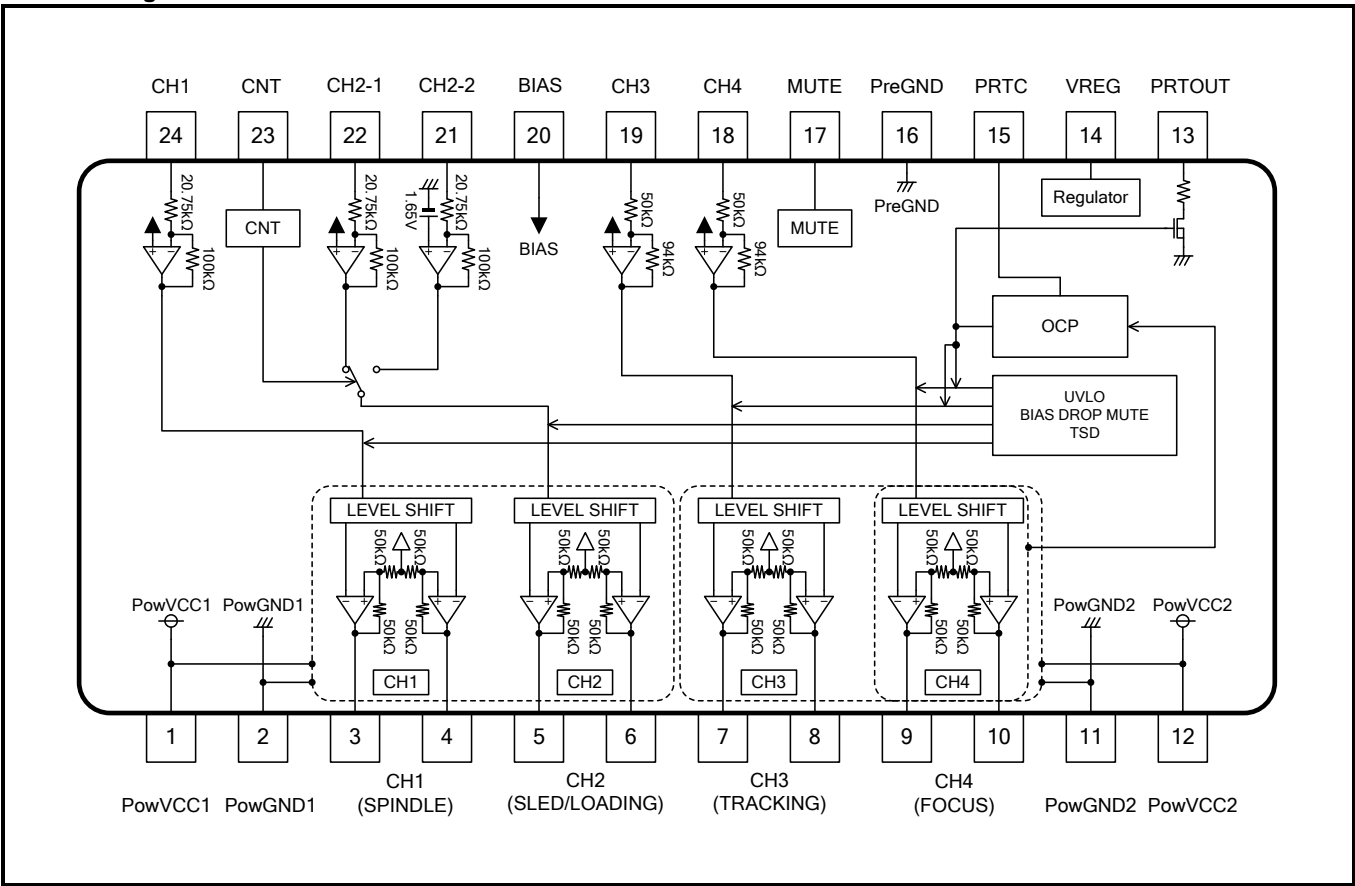 CH1 CNT CH2-1 CH2-2 BIAS CH3 CH4 MUTE PreGND PRTC VREG PRTOUT
24 23 22 21 20 19 18 17 16 15 14 13
20.75kΩ 20.75kΩ 1.65V 20.75kΩ 50kΩ 50kΩ
PreGND
Regulator
CNT
MUTE
BIAS
100kΩ 100kΩ 100kΩ 94kΩ 94kΩ
OCP
UVLO
BIAS DROP MUTE
TSD
LEVEL SHIFT LEVEL SHIFT LEVEL SHIFT LEVEL SHIFT
50kΩ 50kΩ 50kΩ 50kΩ 50kΩ 50kΩ 50kΩ 50kΩ
PowVCC1 PowGND1 PowGND2 PowVCC2
50kΩ 50kΩ 50kΩ 50kΩ 50kΩ 50kΩ 50kΩ 50kΩ
CH1 CH2 CH3 CH4
1 2 3 4 5 6 7 8 9 10 11 12
CH1 CH2 CH3 CH4
PowVCC1 PowGND1 (SPINDLE) (SLED/LOADING) (TRACKING) (FOCUS) PowGND2 PowVCC2